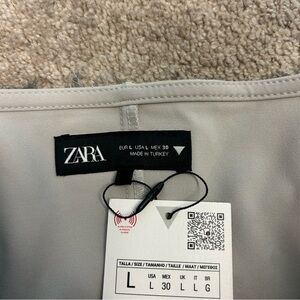 ZARA
EUR L USA L MEX 30
MADE IN TURKEY
TALLA / SIZE / TAMANHO / TAILLE / MAAT / ΜΕΓΕΘΟΣ
L
USA MEX UK IT BR
L 30 L L G